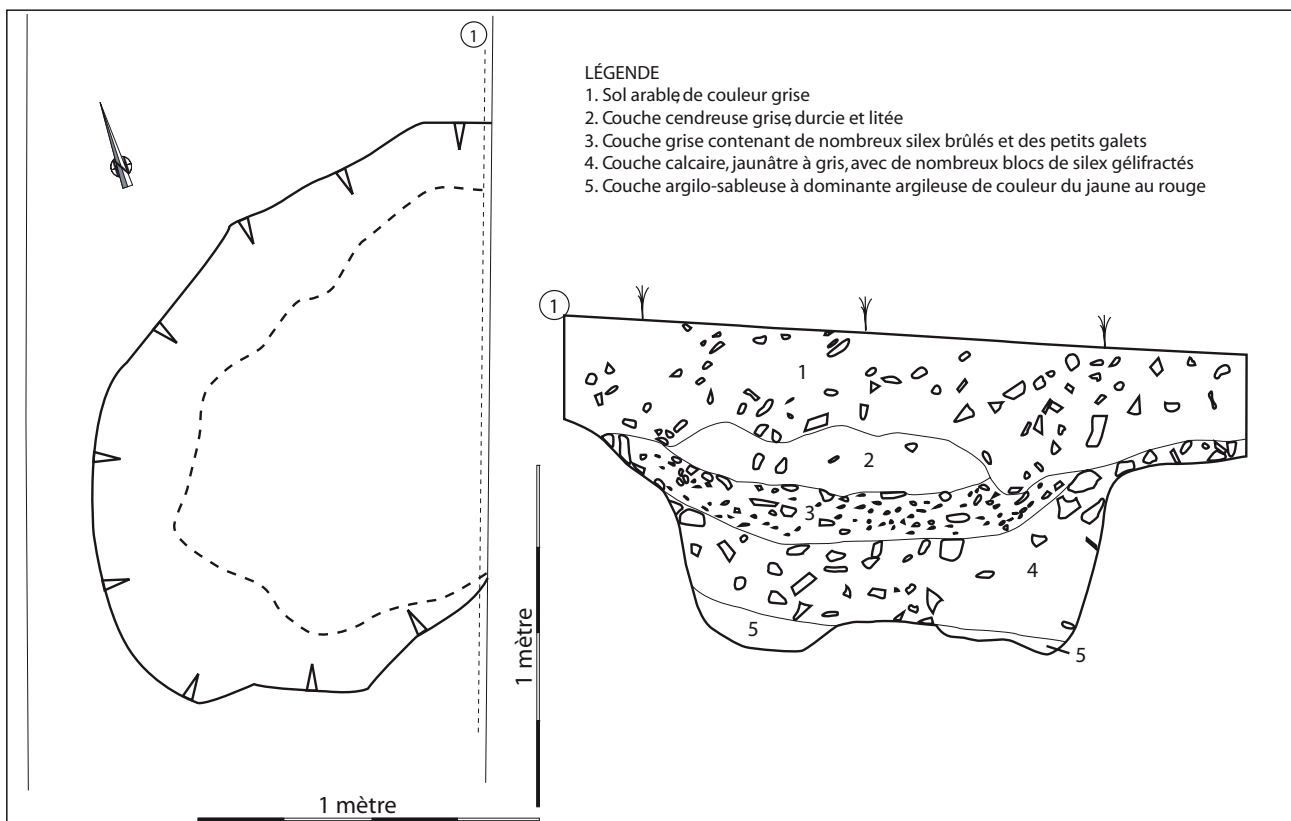 1
LÉGENDE
1. Sol arable, de couleur grise
2. Couche cendreuse grise, durcie et litée
3. Couche grise contenant de nombreux silex brûlés et des petits galets
4. Couche calcaire, jaunâtre à gris, avec de nombreux blocs de silex gélifractés
5. Couche argilo-sableuse à dominante argileuse de couleur du jaune au rouge
1
1
2
3
4
5
5
1 mètre
1 mètre